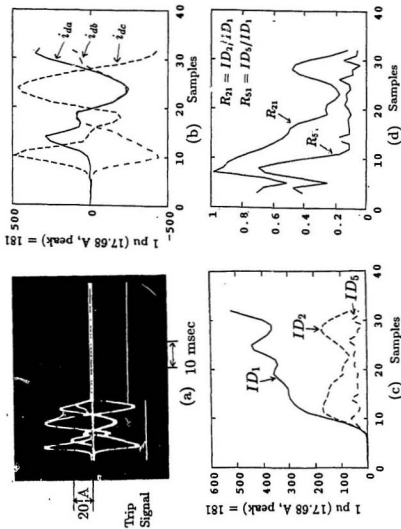 20 A
Trip
Signal
10 msec
(a)
1 pu (17.68 A, peak = 181
500
0
-500
i_da
i_db
i_dc
0 10 20 30 40
Samples
(b)
1 pu (17.68 A, peak = 181
500
400
300
200
100
0
ID_1
ID_2
ID_5
0 10 20 30 40
Samples
(c)
1
0.8
0.6
0.4
0.2
0
R_21 = ID_2/ID_1
R_51 = ID_5/ID_1
R_21
R_5
0 10 20 30 40
Samples
(d)